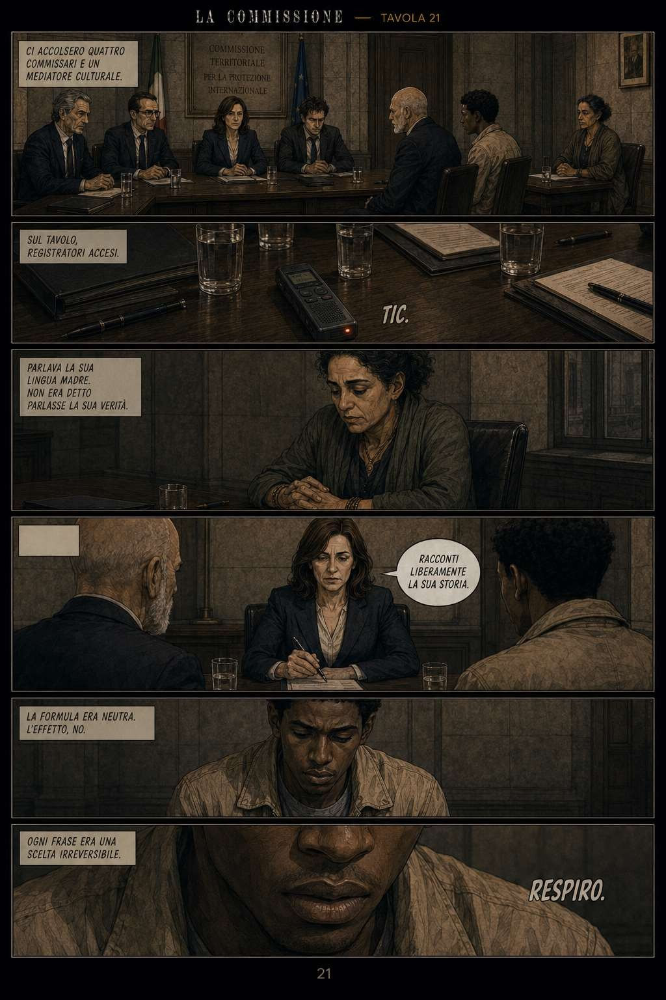 LA COMMISSIONE — TAVOLA 21
CI ACCOLSERO QUATTRO
COMMISSARI E UN
MEDIATORE CULTURALE.
COMMISSIONE
TERRITORIALE
PER LA PROTEZIONE
INTERNAZIONALE
SUL TAVOLO,
REGISTRATORI ACCESI.
TIC.
PARLAVA LA SUA
LINGUA MADRE.
NON ERA DETTO
PARLASSE LA SUA VERITÀ.
RACCONTI
LIBERAMENTE
LA SUA STORIA.
LA FORMULA ERA NEUTRA.
L'EFFETTO, NO.
OGNI FRASE ERA UNA
SCELTA IRREVERSIBILE.
RESPIRO.
21